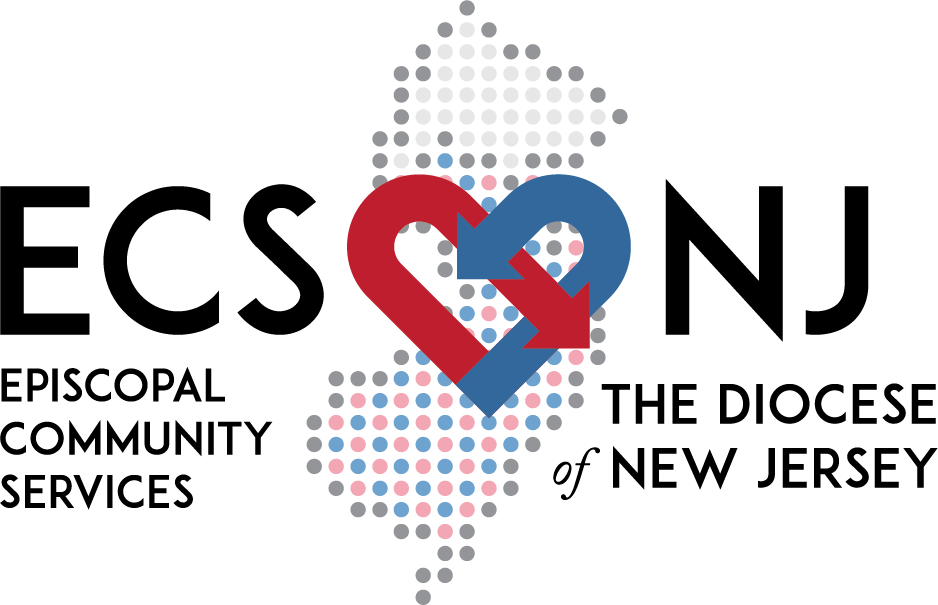 ECS NJ
EPISCOPAL
COMMUNITY
SERVICES
THE DIOCESE
of NEW JERSEY